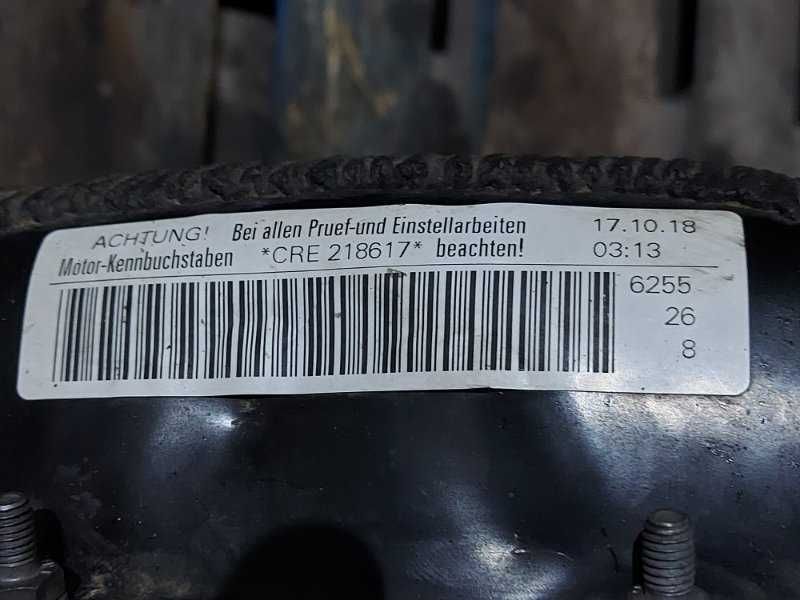 ACHTUNG! Bei allen Pruef-und Einstellarbeiten 17.10.18
Motor-Kennbuchstaben *CRE 218617* beachten! 03:13
6255
26
8